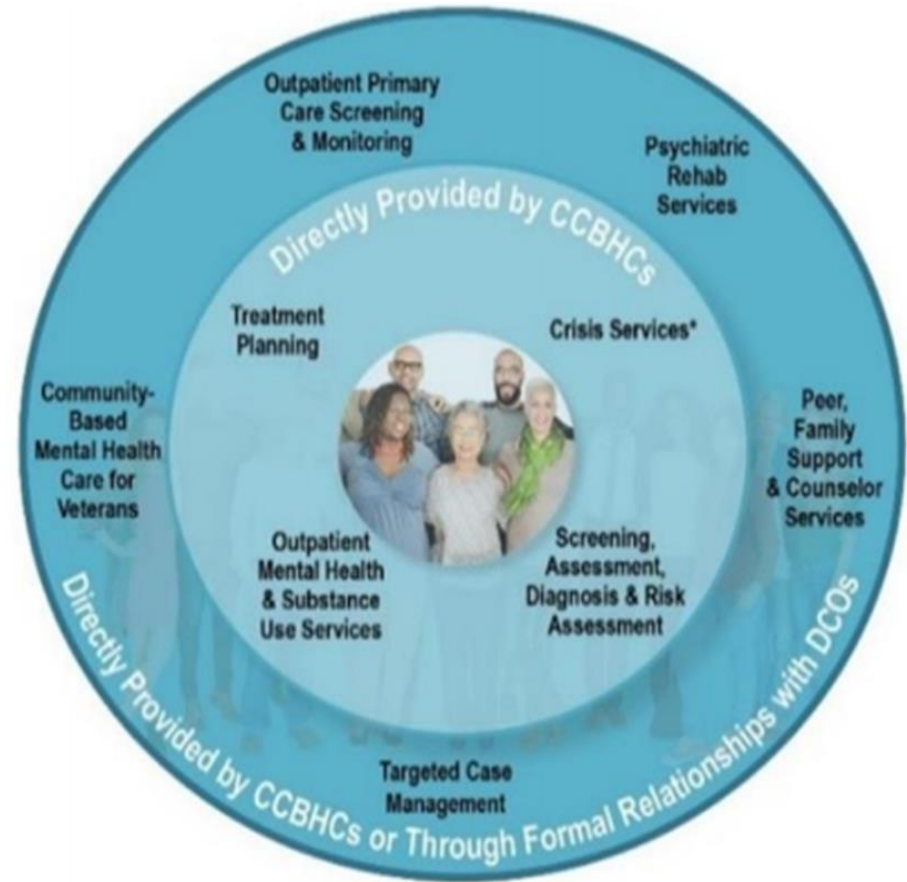 Outpatient Primary
Care Screening
& Monitoring
Psychiatric
Rehab
Services
Directly Provided by CCBHCs
Treatment
Planning
Crisis Services*
Community-
Based
Mental Health
Care for
Veterans
Peer,
Family
Support
& Counselor
Services
Outpatient
Mental Health
& Substance
Use Services
Screening,
Assessment,
Diagnosis & Risk
Assessment
Targeted Case
Management
Directly Provided by CCBHCs or Through Formal Relationships with DCOs